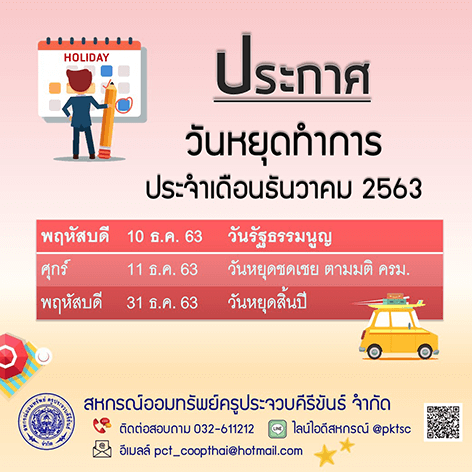 HOLIDAY
ประกาศ
วันหยุดทำการ
ประจำเดือนธันวาคม 2563
พฤหัสบดี 10 ธ.ค. 63 วันรัฐธรรมนูญ
ศุกร์ 11 ธ.ค. 63 วันหยุดชดเชย ตามมติ ครม.
พฤหัสบดี 31 ธ.ค. 63 วันหยุดสิ้นปี
สหกรณ์ออมทรัพย์ครูประจวบคีรีขันธ์ จำกัด
ติดต่อสอบถาม 032-611212 LINE ไลน์ไอดีสหกรณ์ @pktsc
อีเมลล์ pct_coopthai@hotmail.com